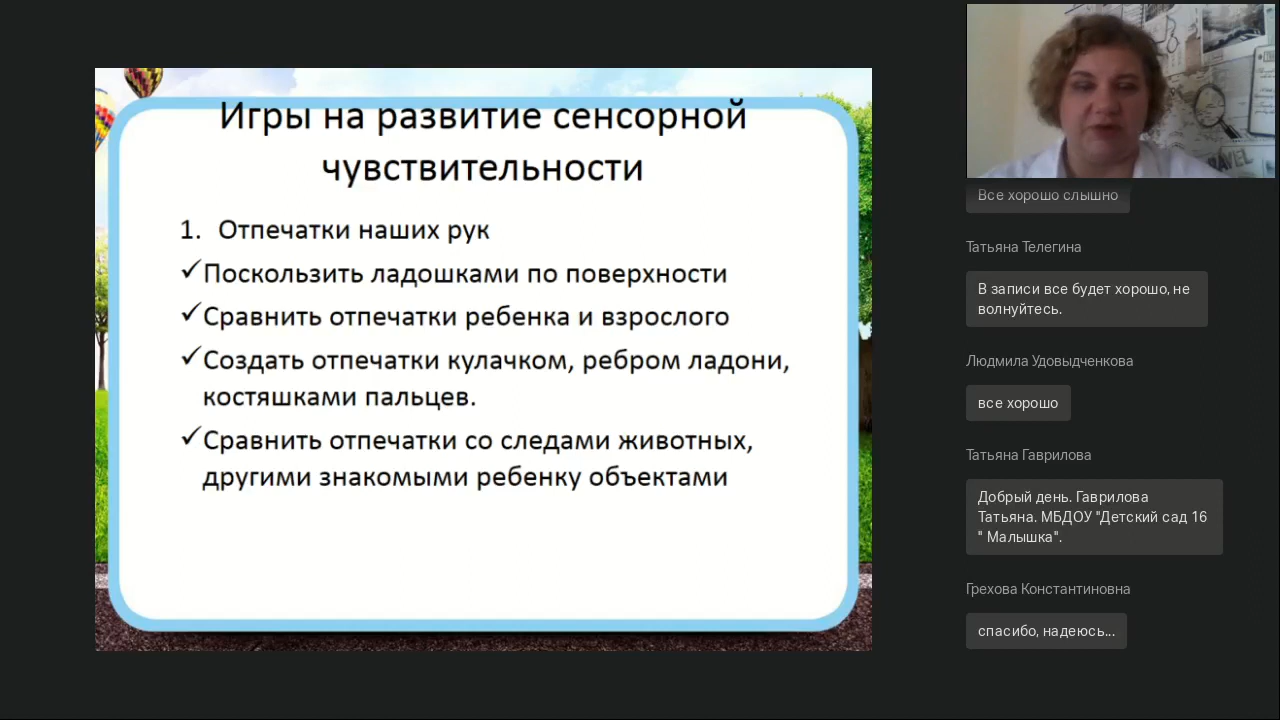 Игры на развитие сенсорной
чувствительности
1. Отпечатки наших рук
✓Поскользить ладошками по поверхности
✓Сравнить отпечатки ребенка и взрослого
✓Создать отпечатки кулачком, ребром ладони,
костяшками пальцев.
✓Сравнить отпечатки со следами животных,
другими знакомыми ребенку объектами
TRAVEL
Все хорошо слышно
Татьяна Телегина
В записи все будет хорошо, не
волнуйтесь.
Людмила Удовыдченкова
все хорошо
Татьяна Гаврилова
Добрый день. Гаврилова
Татьяна. МБДОУ "Детский сад 16
" Малышка".
Грехова Константиновна
спасибо, надеюсь...